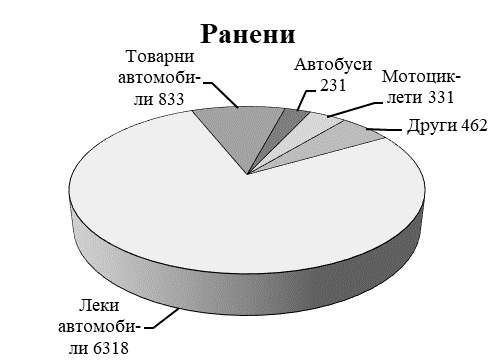 Ранени
Товарни
автомоби-
ли 833
Автобуси
231
Мотоцик-
лети 331
Други 462
Леки
автомоби-
ли 6318